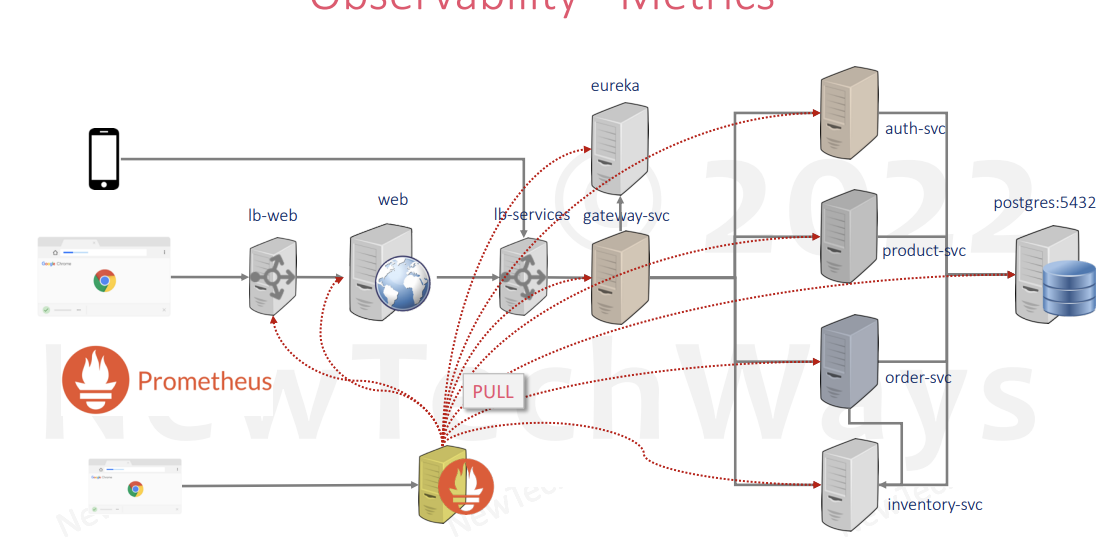 Observability - Metrics
eureka
auth-svc
© 2022
web
lb-web
lb-services
gateway-svc
postgres:5432
product-svc
Google Chrome
NewTechWays
Prometheus
PULL
order-svc
inventory-svc